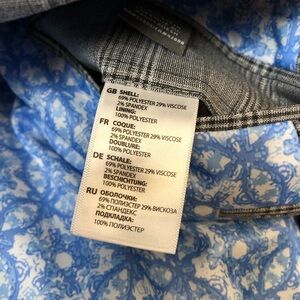 GB SHELL:
69% POLYESTER 29% VISCOSE
2% SPANDEX
LINING:
100% POLYESTER
FR COQUE:
69% POLYESTER 29% VISCOSE
2% SPANDEX
DOUBLURE:
100% POLYESTER
DE SCHALE:
69% POLYESTER 29% VISCOSE
2% SPANDEX
BESCHICHTUNG:
100% POLYESTER
RU ОБОЛОЧКИ:
69% ПОЛИЭСТЕР 29% ВИСКОЗА
2% СПАНДЕКС
ПОДКЛАДКА:
100% ПОЛИЭСТЕР